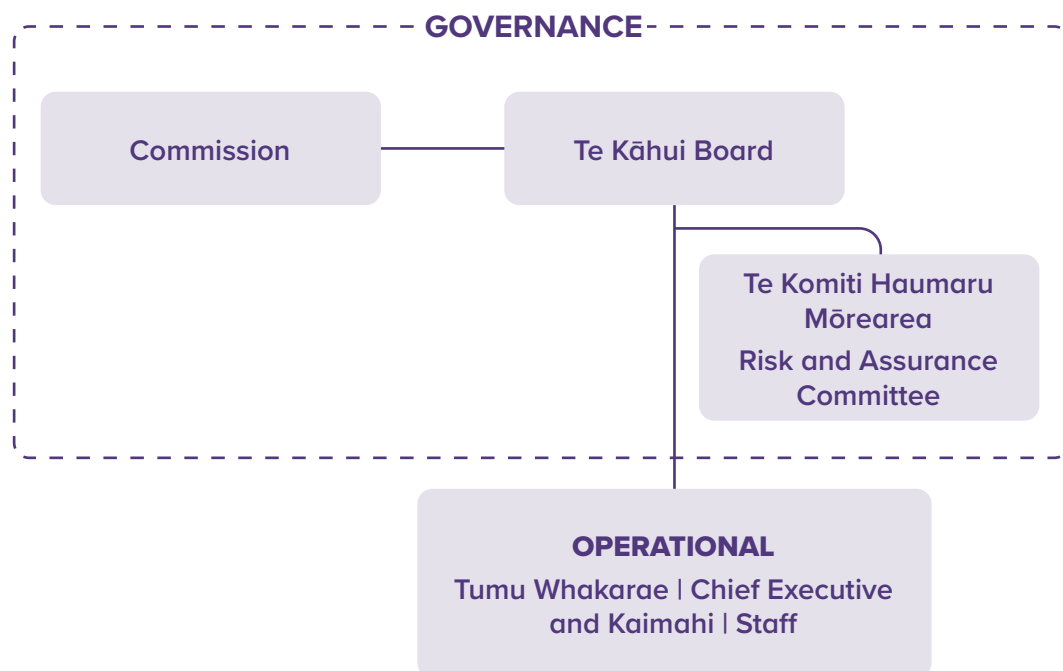 GOVERNANCE
Commission
Te Kāhui Board
Te Komiti Haumaru
Mōrearea
Risk and Assurance
Committee
OPERATIONAL
Tumu Whakarae | Chief Executive
and Kaimahi | Staff